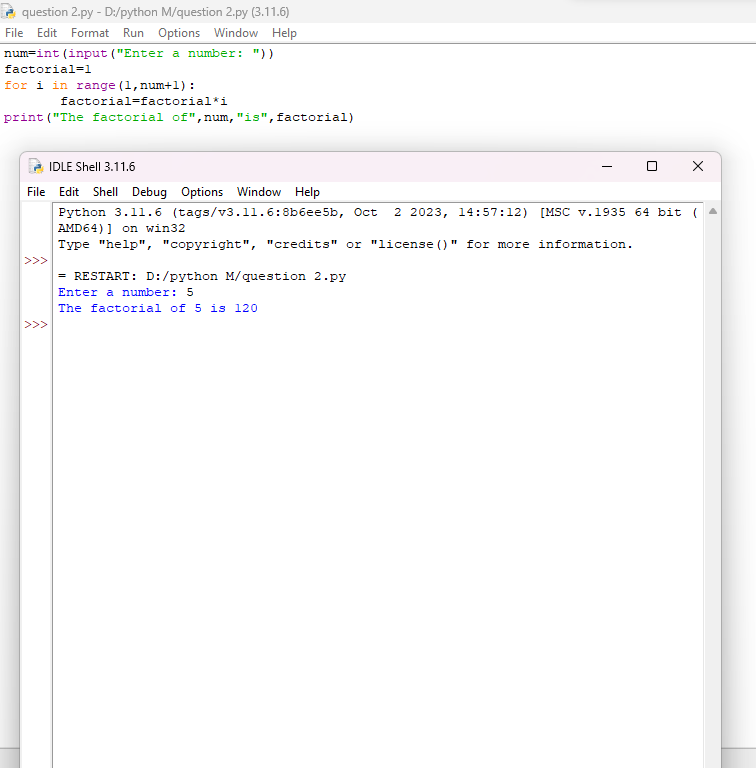 question 2.py - D:/python M/question 2.py (3.11.6)
File Edit Format Run Options Window Help
num=int(input("Enter a number: "))
factorial=1
for i in range(1,num+1):
       factorial=factorial*i
print("The factorial of",num,"is",factorial)
IDLE Shell 3.11.6
File Edit Shell Debug Options Window Help
Python 3.11.6 (tags/v3.11.6:8b6ee5b, Oct  2 2023, 14:57:12) [MSC v.1935 64 bit (
AMD64)] on win32
Type "help", "copyright", "credits" or "license()" for more information.
>>>
= RESTART: D:/python M/question 2.py
Enter a number: 5
The factorial of 5 is 120
>>>